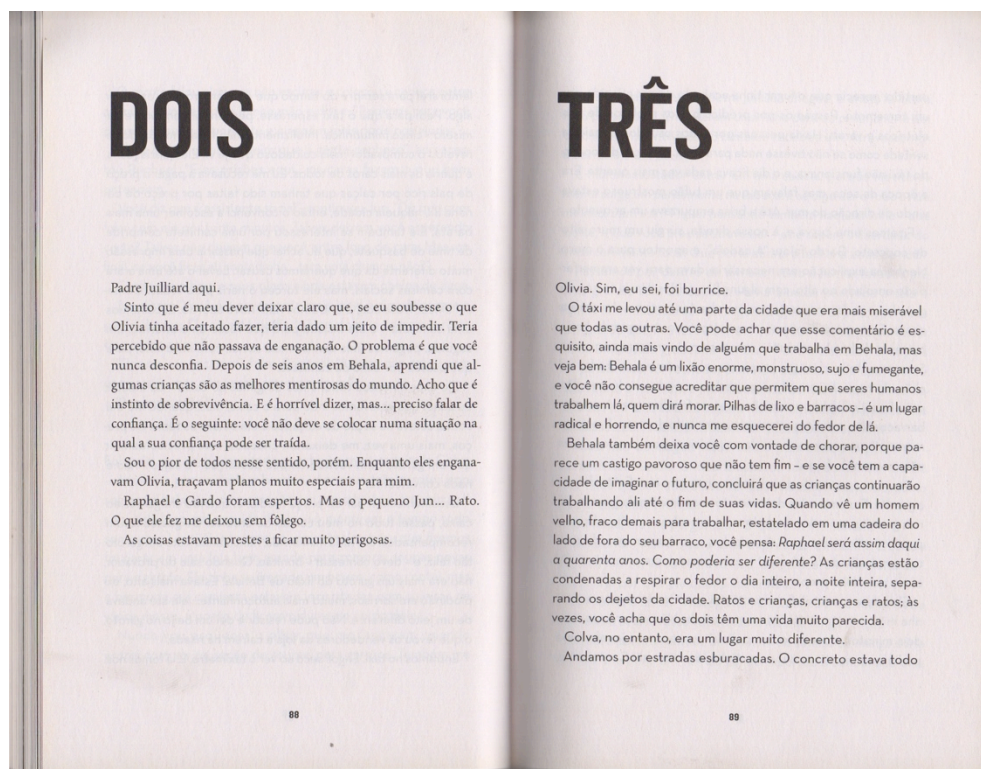 DOIS
Padre Juilliard aqui.
Sinto que é meu dever deixar claro que, se eu soubesse o que
Olivia tinha aceitado fazer, teria dado um jeito de impedir. Teria
percebido que não passava de enganação. O problema é que você
nunca desconfia. Depois de seis anos em Behala, aprendi que al-
gumas crianças são as melhores mentirosas do mundo. Acho que é
instinto de sobrevivência. E é horrível dizer, mas... preciso falar de
confiança. É o seguinte: você não deve se colocar numa situação na
qual a sua confiança pode ser traída.
Sou o pior de todos nesse sentido, porém. Enquanto eles engana-
vam Olivia, traçavam planos muito especiais para mim.
Raphael e Gardo foram espertos. Mas o pequeno Jun... Rato.
O que ele fez me deixou sem fôlego.
As coisas estavam prestes a ficar muito perigosas.
88
TRÊS
Olivia. Sim, eu sei, foi burrice.
O táxi me levou até uma parte da cidade que era mais miserável
que todas as outras. Você pode achar que esse comentário é es-
quisito, ainda mais vindo de alguém que trabalha em Behala, mas
veja bem: Behala é um lixão enorme, monstruoso, sujo e fumegante,
e você não consegue acreditar que permitem que seres humanos
trabalhem lá, quem dirá morar. Pilhas de lixo e barracos – é um lugar
radical e horrendo, e nunca me esquecerei do fedor de lá.
Behala também deixa você com vontade de chorar, porque pa-
rece um castigo pavoroso que não tem fim – e se você tem a capa-
cidade de imaginar o futuro, concluirá que as crianças continuarão
trabalhando ali até o fim de suas vidas. Quando vê um homem
velho, fraco demais para trabalhar, estatelado em uma cadeira do
lado de fora do seu barraco, você pensa: Raphael será assim daqui
a quarenta anos. Como poderia ser diferente? As crianças estão
condenadas a respirar o fedor o dia inteiro, a noite inteira, sepa-
rando os dejetos da cidade. Ratos e crianças, crianças e ratos; às
vezes, você acha que os dois têm uma vida muito parecida.
Colva, no entanto, era um lugar muito diferente.
Andamos por estradas esburacadas. O concreto estava todo
89